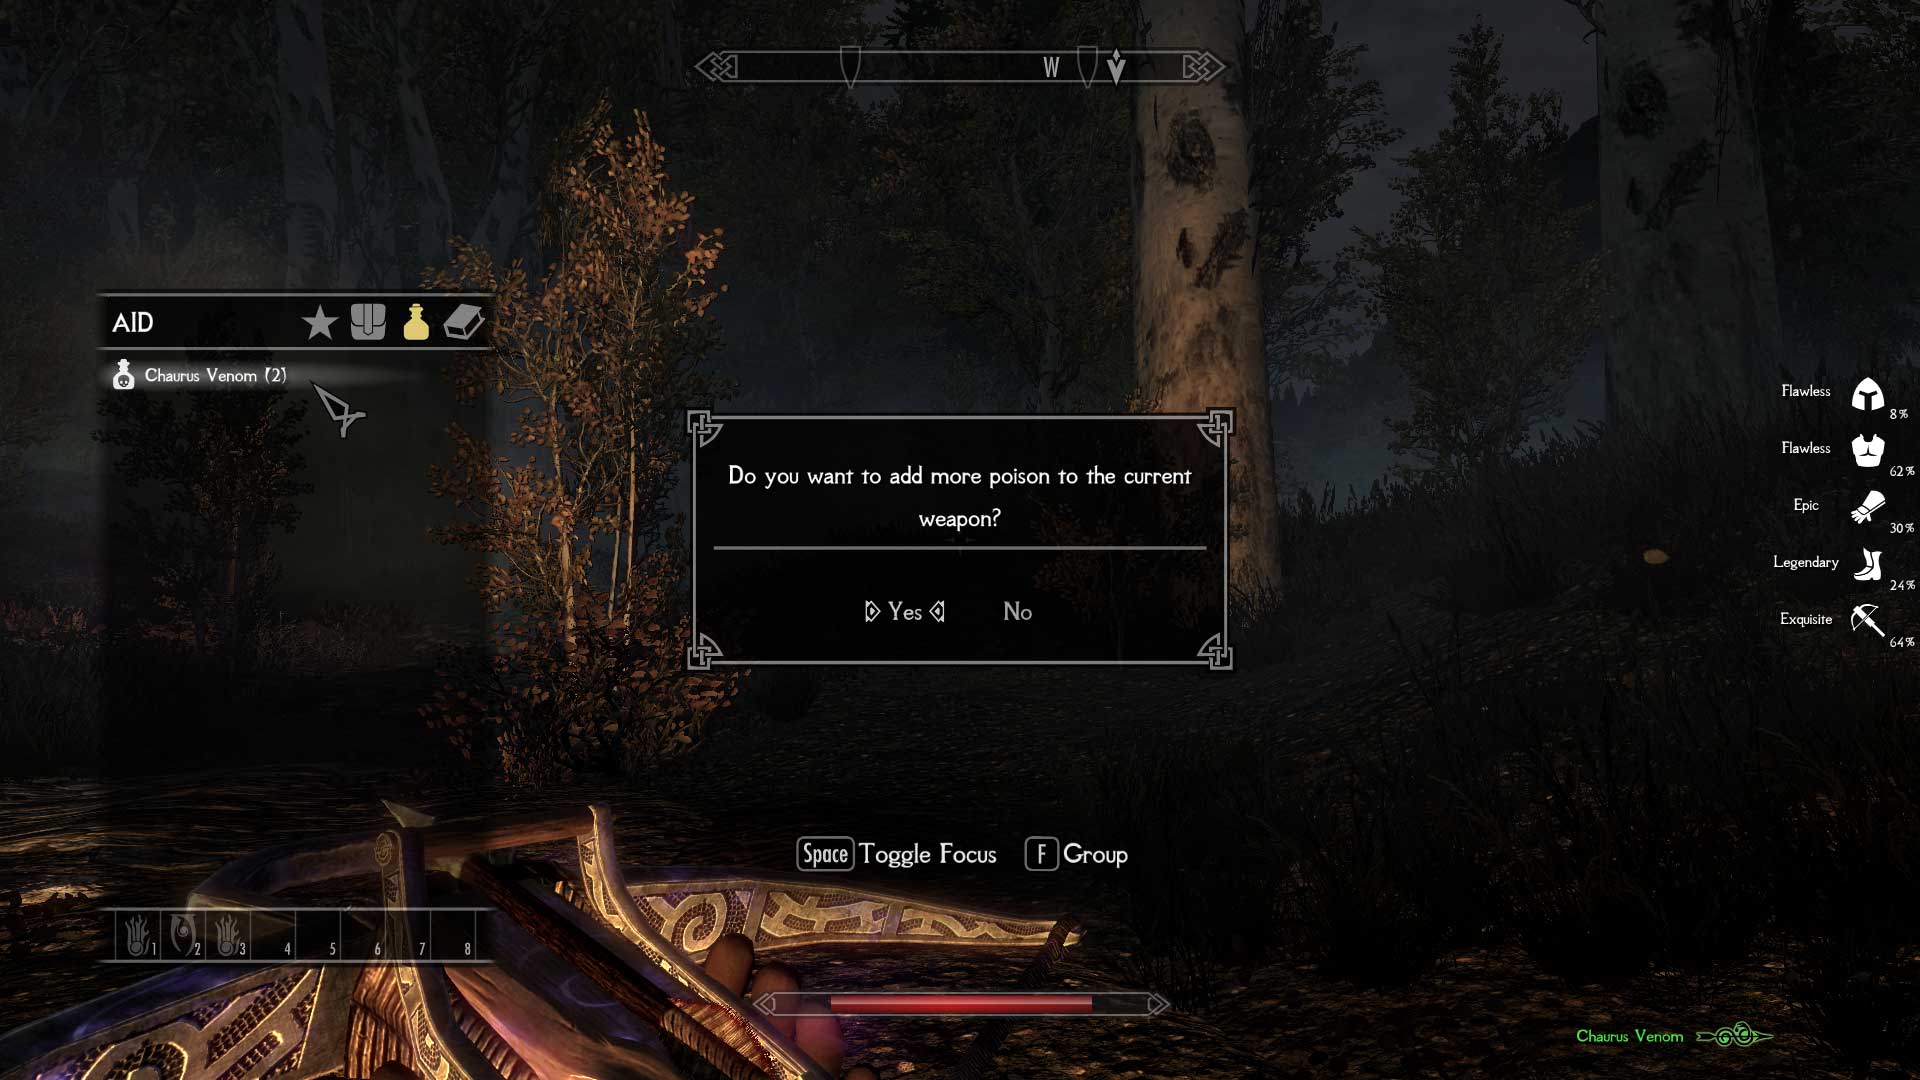 W
AID
Chaurus Venom (2)
Do you want to add more poison to the current
weapon?
Yes No
Flawless
8%
Flawless
62%
Epic
30%
Legendary
24%
Exquisite
64%
Space Toggle Focus F Group
1 2 3 4 5 6 7 8
Chaurus Venom